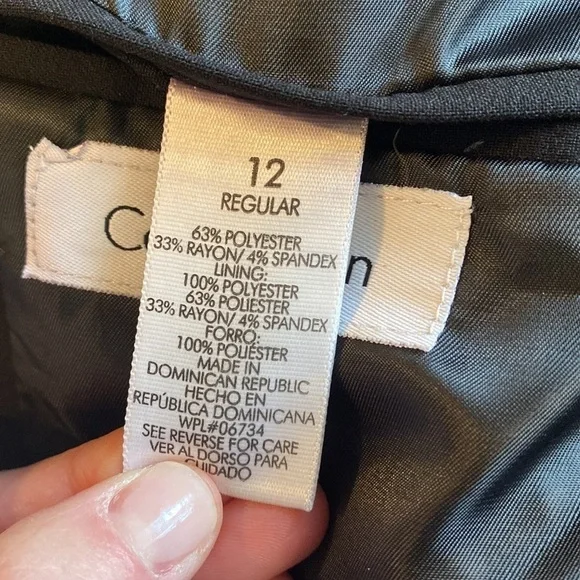 12
REGULAR
63% POLYESTER
33% RAYON/ 4% SPANDEX
LINING:
100% POLYESTER
63% POLIESTER
33% RAYON/ 4% SPANDEX
FORRO:
100% POLIÉSTER
MADE IN
DOMINICAN REPUBLIC
HECHO EN
REPÚBLICA DOMINICANA
WPL#06734
SEE REVERSE FOR CARE
VER AL DORSO PARA
CUIDADO